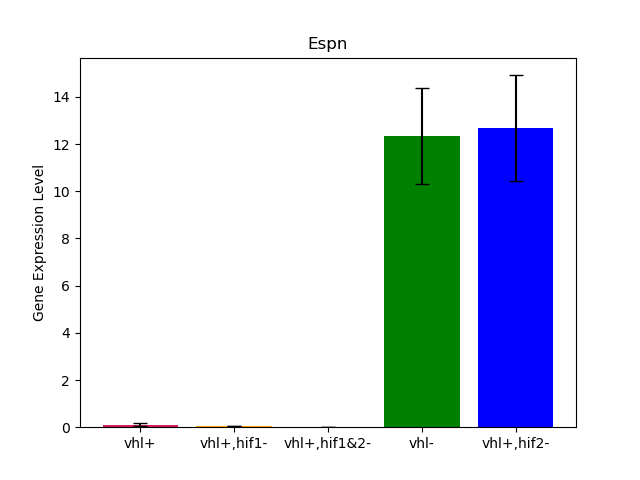 Espn
Gene Expression Level
14
12
10
8
6
4
2
0
vhl+
vhl+,hif1-
vhl+,hif1&2-
vhl-
vhl+,hif2-